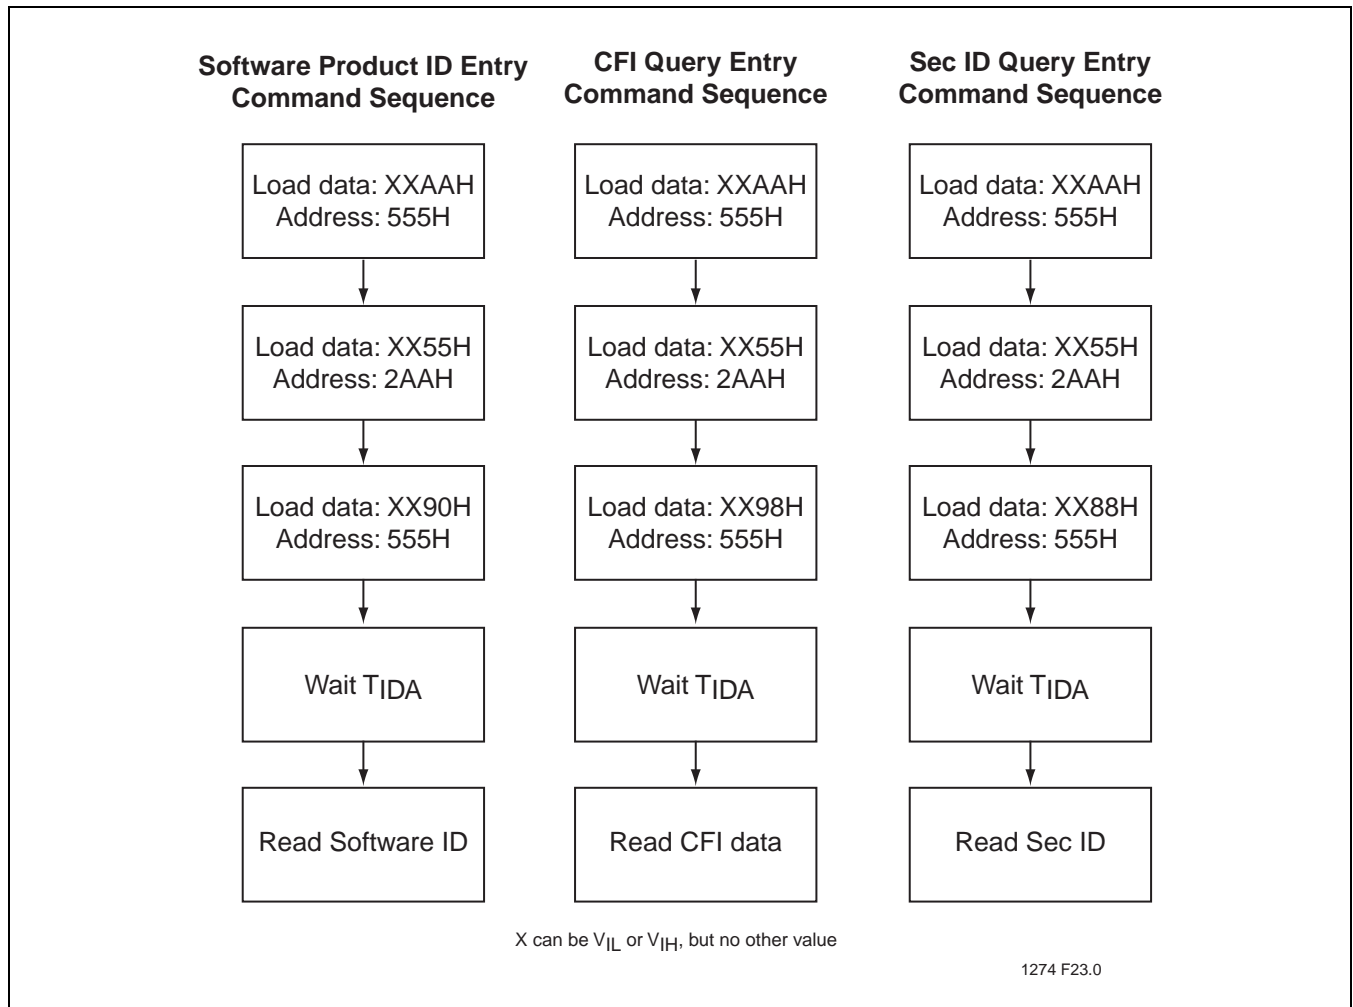 Software Product ID Entry
Command Sequence
Load data: XXAAH
Address: 555H
Load data: XX55H
Address: 2AAH
Load data: XX90H
Address: 555H
Wait TIDA
Read Software ID
CFI Query Entry
Command Sequence
Load data: XXAAH
Address: 555H
Load data: XX55H
Address: 2AAH
Load data: XX98H
Address: 555H
Wait TIDA
Read CFI data
Sec ID Query Entry
Command Sequence
Load data: XXAAH
Address: 555H
Load data: XX55H
Address: 2AAH
Load data: XX88H
Address: 555H
Wait TIDA
Read Sec ID
X can be VIL or VIH, but no other value
1274 F23.0